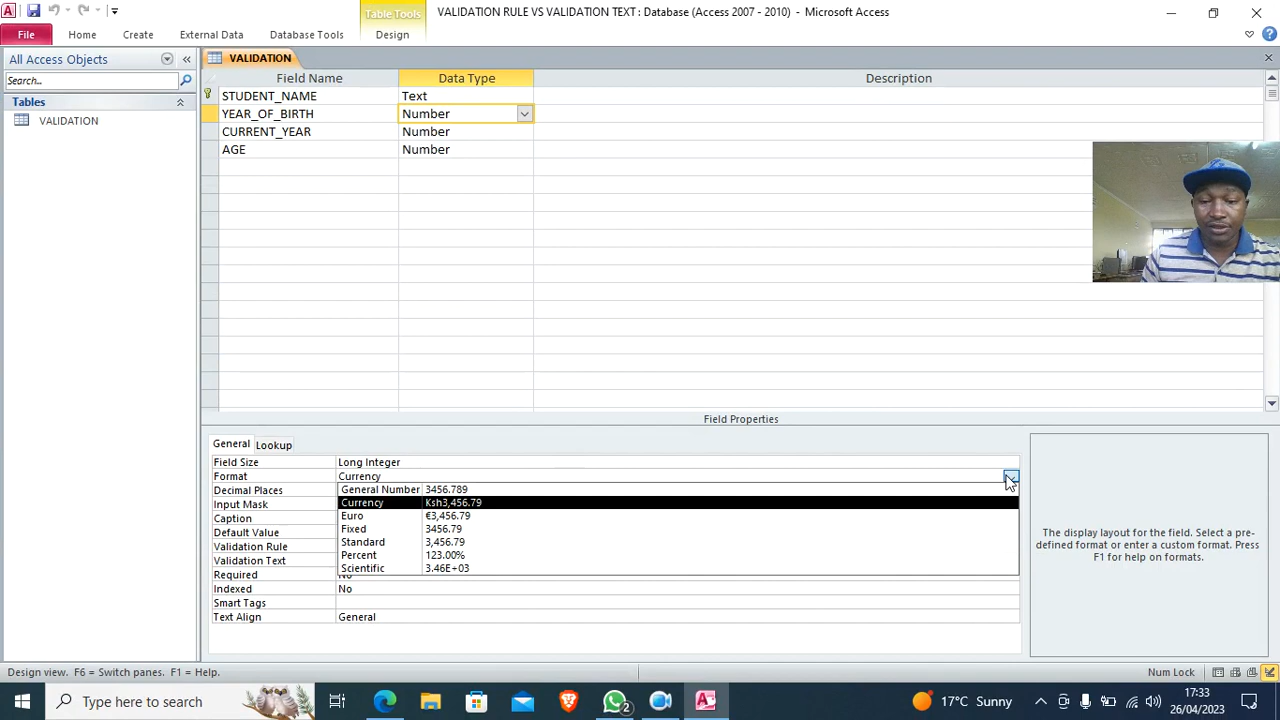 Table Tools
VALIDATION RULE VS VALIDATION TEXT : Database (Access 2007 - 2010) - Microsoft Access
File
Home
Create
External Data
Database Tools
Design
All Access Objects
Search...
Tables
VALIDATION
VALIDATION
Field Name Data Type Description
STUDENT_NAME Text
YEAR_OF_BIRTH Number
CURRENT_YEAR Number
AGE Number
Field Properties
General Lookup
Field Size Long Integer
Format Currency
Decimal Places
Input Mask
Caption
Default Value
Validation Rule
Validation Text
Required No
Indexed No
Smart Tags
Text Align General
General Number 3456.789
Currency Ksh3,456.79
Euro €3,456.79
Fixed 3456.79
Standard 3,456.79
Percent 123.00%
Scientific 3.46E+03
The display layout for the field. Select a pre-
defined format or enter a custom format. Press
F1 for help on formats.
Design view. F6 = Switch panes. F1 = Help.
Num Lock
Type here to search
2
17°C Sunny
17:33
26/04/2023